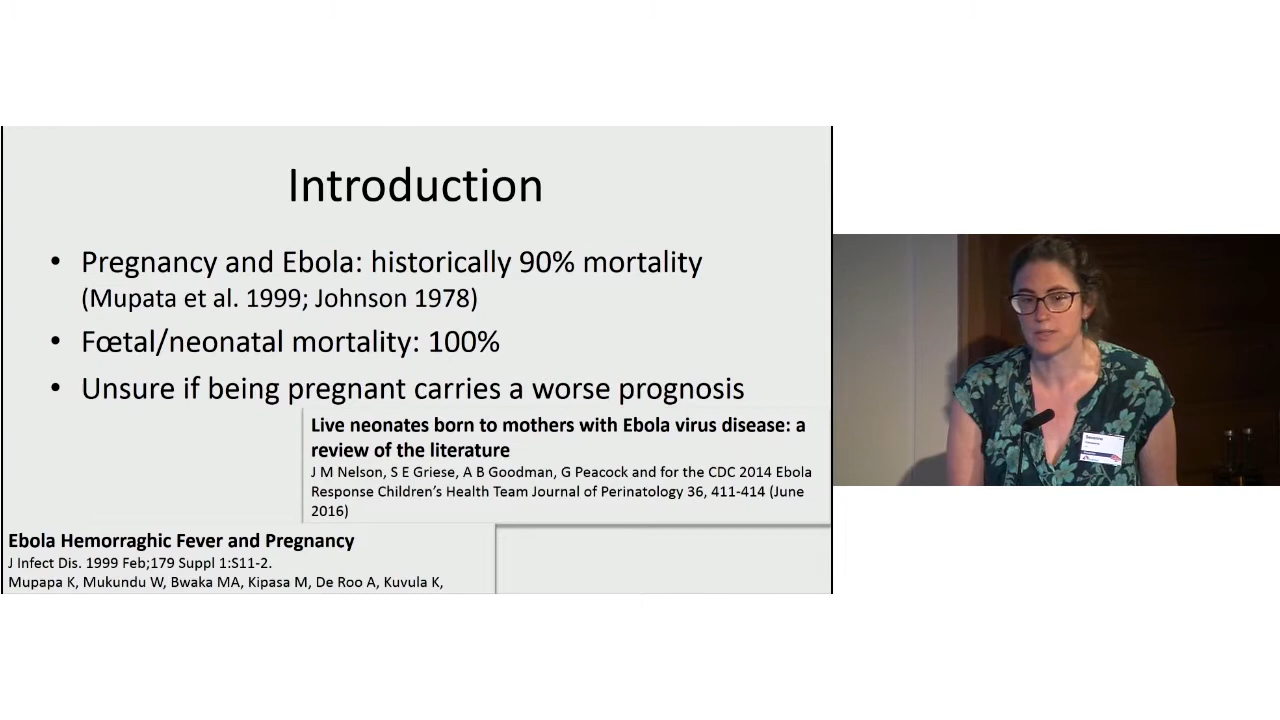 Introduction
• Pregnancy and Ebola: historically 90% mortality
(Mupata et al. 1999; Johnson 1978)
• Fœtal/neonatal mortality: 100%
• Unsure if being pregnant carries a worse prognosis
Live neonates born to mothers with Ebola virus disease: a
review of the literature
J M Nelson, S E Griese, A B Goodman, G Peacock and for the CDC 2014 Ebola
Response Children’s Health Team Journal of Perinatology 36, 411-414 (June
2016)
Ebola Hemorraghic Fever and Pregnancy
J Infect Dis. 1999 Feb;179 Suppl 1:S11-2.
Mupapa K, Mukundu W, Bwaka MA, Kipasa M, De Roo A, Kuvula K,